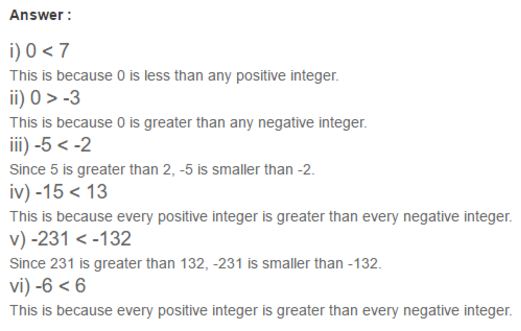 Answer :
i) 0 < 7
This is because 0 is less than any positive integer.
ii) 0 > -3
This is because 0 is greater than any negative integer.
iii) -5 < -2
Since 5 is greater than 2, -5 is smaller than -2.
iv) -15 < 13
This is because every positive integer is greater than every negative integer.
v) -231 < -132
Since 231 is greater than 132, -231 is smaller than -132.
vi) -6 < 6
This is because every positive integer is greater than every negative integer.